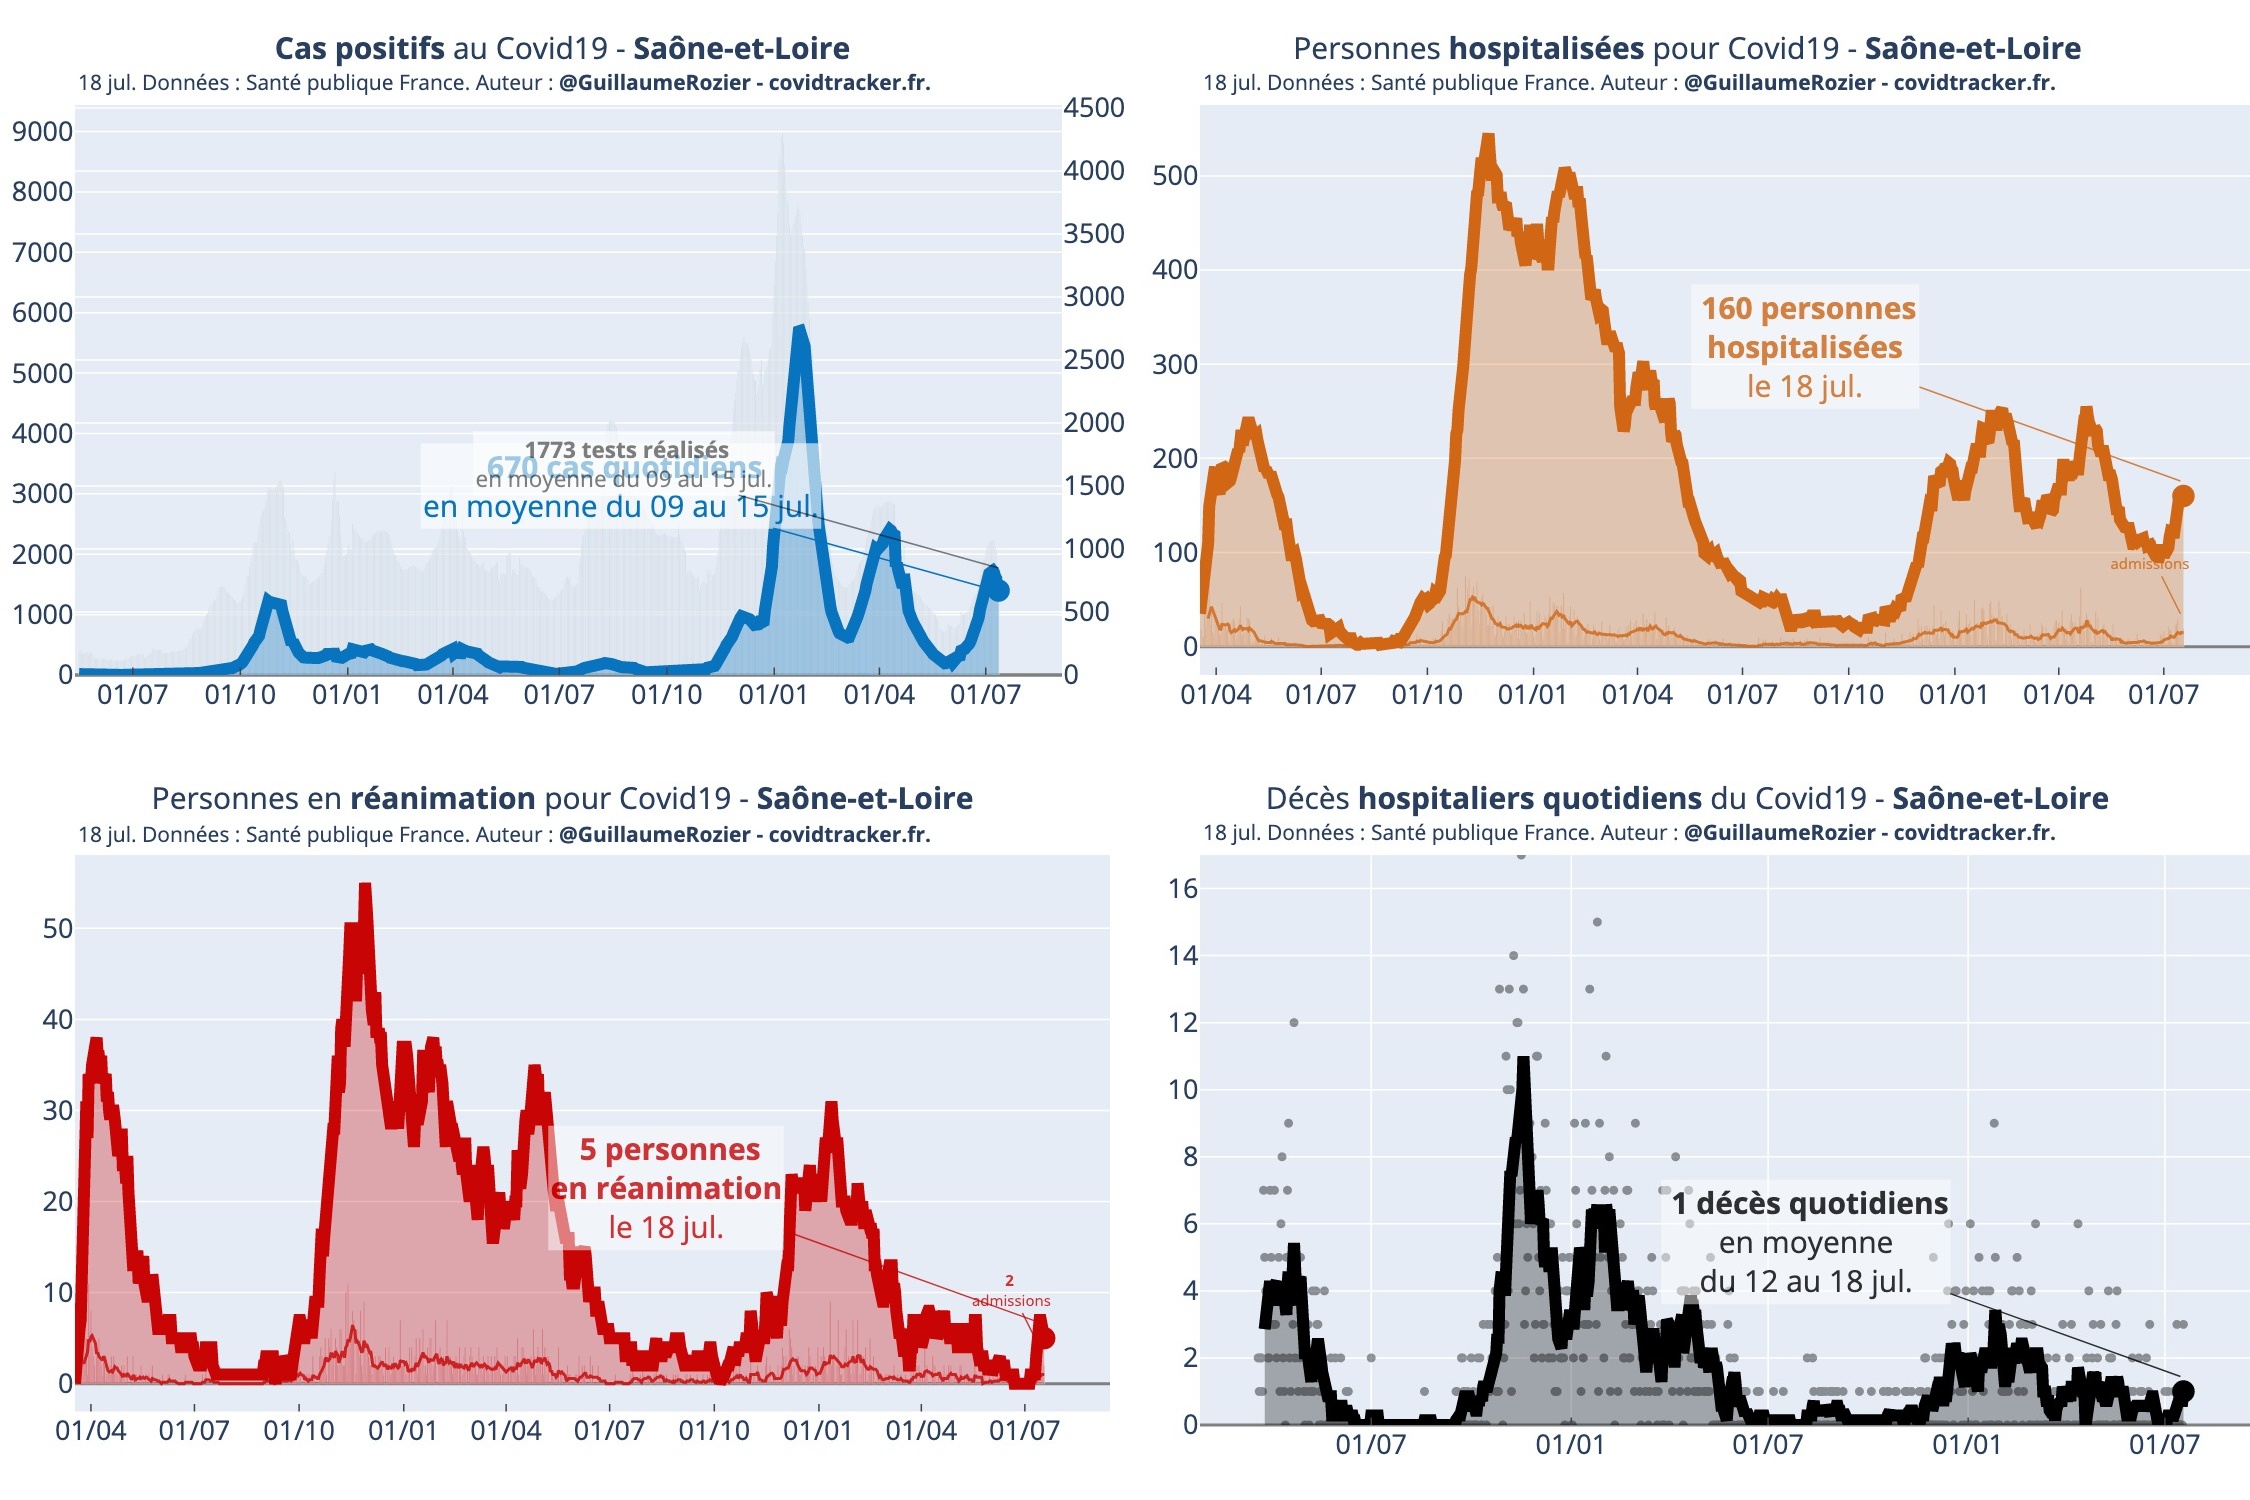 Cas positifs au Covid19 - Saône-et-Loire
18 jul. Données : Santé publique France. Auteur : @GuillaumeRozier - covidtracker.fr.
9000
8000
7000
6000
5000
4000
3000
2000
1000
0
4500
4000
3500
3000
2500
2000
1500
1000
500
0
1773 tests réalisés
670 cas quotidiens
en moyenne du 09 au 15 jul.
en moyenne du 09 au 15 jul.
01/07 01/10 01/01 01/04 01/07 01/10 01/01 01/04 01/07
Personnes hospitalisées pour Covid19 - Saône-et-Loire
18 jul. Données : Santé publique France. Auteur : @GuillaumeRozier - covidtracker.fr.
500
400
300
200
100
0
160 personnes
hospitalisées
le 18 jul.
admissions
01/04 01/07 01/10 01/01 01/04 01/07 01/10 01/01 01/04 01/07
Personnes en réanimation pour Covid19 - Saône-et-Loire
18 jul. Données : Santé publique France. Auteur : @GuillaumeRozier - covidtracker.fr.
50
40
30
20
10
0
5 personnes
en réanimation
le 18 jul.
2
admissions
01/04 01/07 01/10 01/01 01/04 01/07 01/10 01/01 01/04 01/07
Décès hospitaliers quotidiens du Covid19 - Saône-et-Loire
18 jul. Données : Santé publique France. Auteur : @GuillaumeRozier - covidtracker.fr.
16
14
12
10
8
6
4
2
0
1 décès quotidiens
en moyenne
du 12 au 18 jul.
01/07 01/01 01/07 01/01 01/07